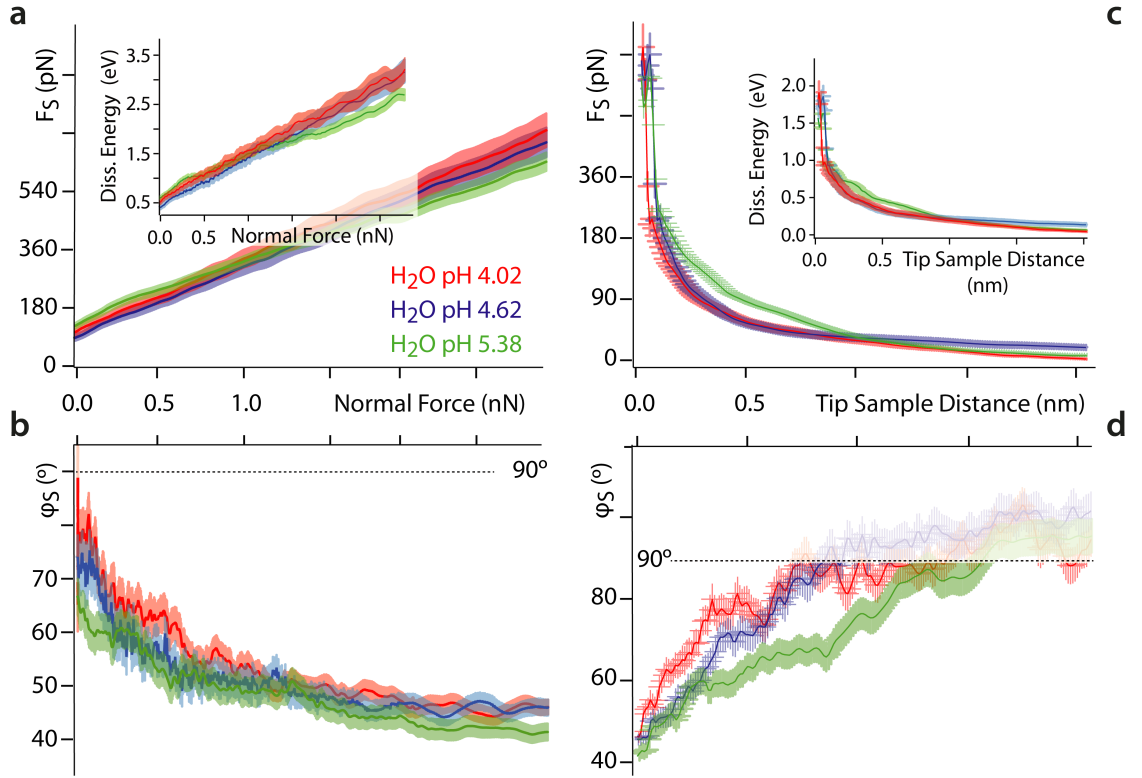 a
F_S (pN)
540
360
180
0
Diss. Energy (eV)
3.5
2.5
1.5
0.5
0.0 0.5
Normal Force (nN)
H₂O pH 4.02
H₂O pH 4.62
H₂O pH 5.38
0.0 0.5 1.0 Normal Force (nN)
c
F_S (pN)
360
180
90
0
Diss. Energy (eV)
2.0
1.5
1.0
0.5
0.0
0.0 0.5 Tip Sample Distance
(nm)
0.0 0.5 Tip Sample Distance (nm)
b
φ_S (º)
90º
70
60
50
40
d
φ_S (º)
90º
80
60
40